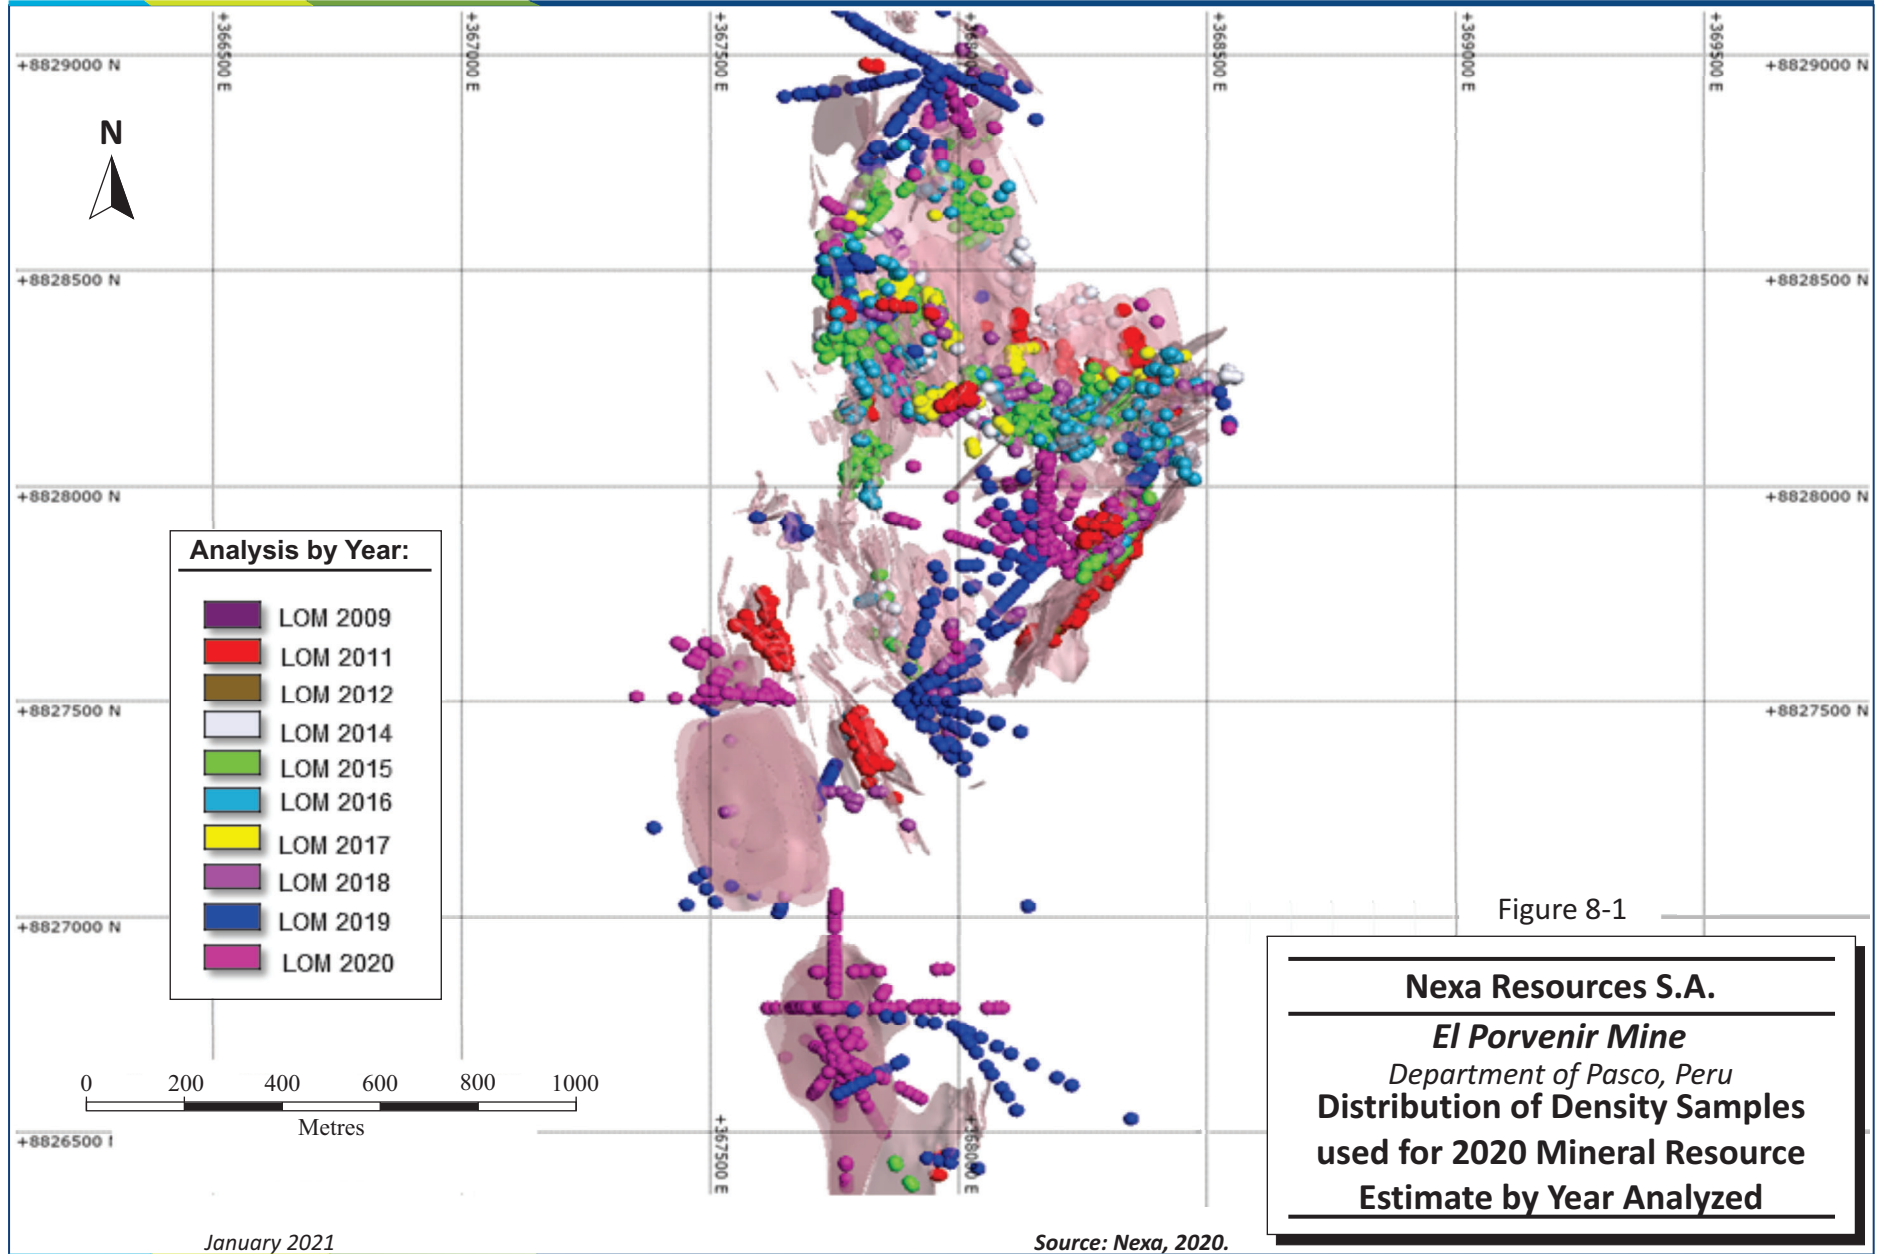 +366500 E
+367000 E
+367500 E
+368500 E
+369000 E
+369500 E
+8829000 N
+8829000 N
N
+8828500 N
+8828500 N
+8828000 N
+8828000 N
Analysis by Year:
LOM 2009
LOM 2011
LOM 2012
LOM 2014
LOM 2015
LOM 2016
LOM 2017
LOM 2018
LOM 2019
LOM 2020
+8827500 N
+8827500 N
+8827000 N
Figure 8-1
0 200 400 600 800 1000
Metres
+8826500
+367500 E
+368000 E
Nexa Resources S.A.
El Porvenir Mine
Department of Pasco, Peru
Distribution of Density Samples
used for 2020 Mineral Resource
Estimate by Year Analyzed
January 2021
Source: Nexa, 2020.